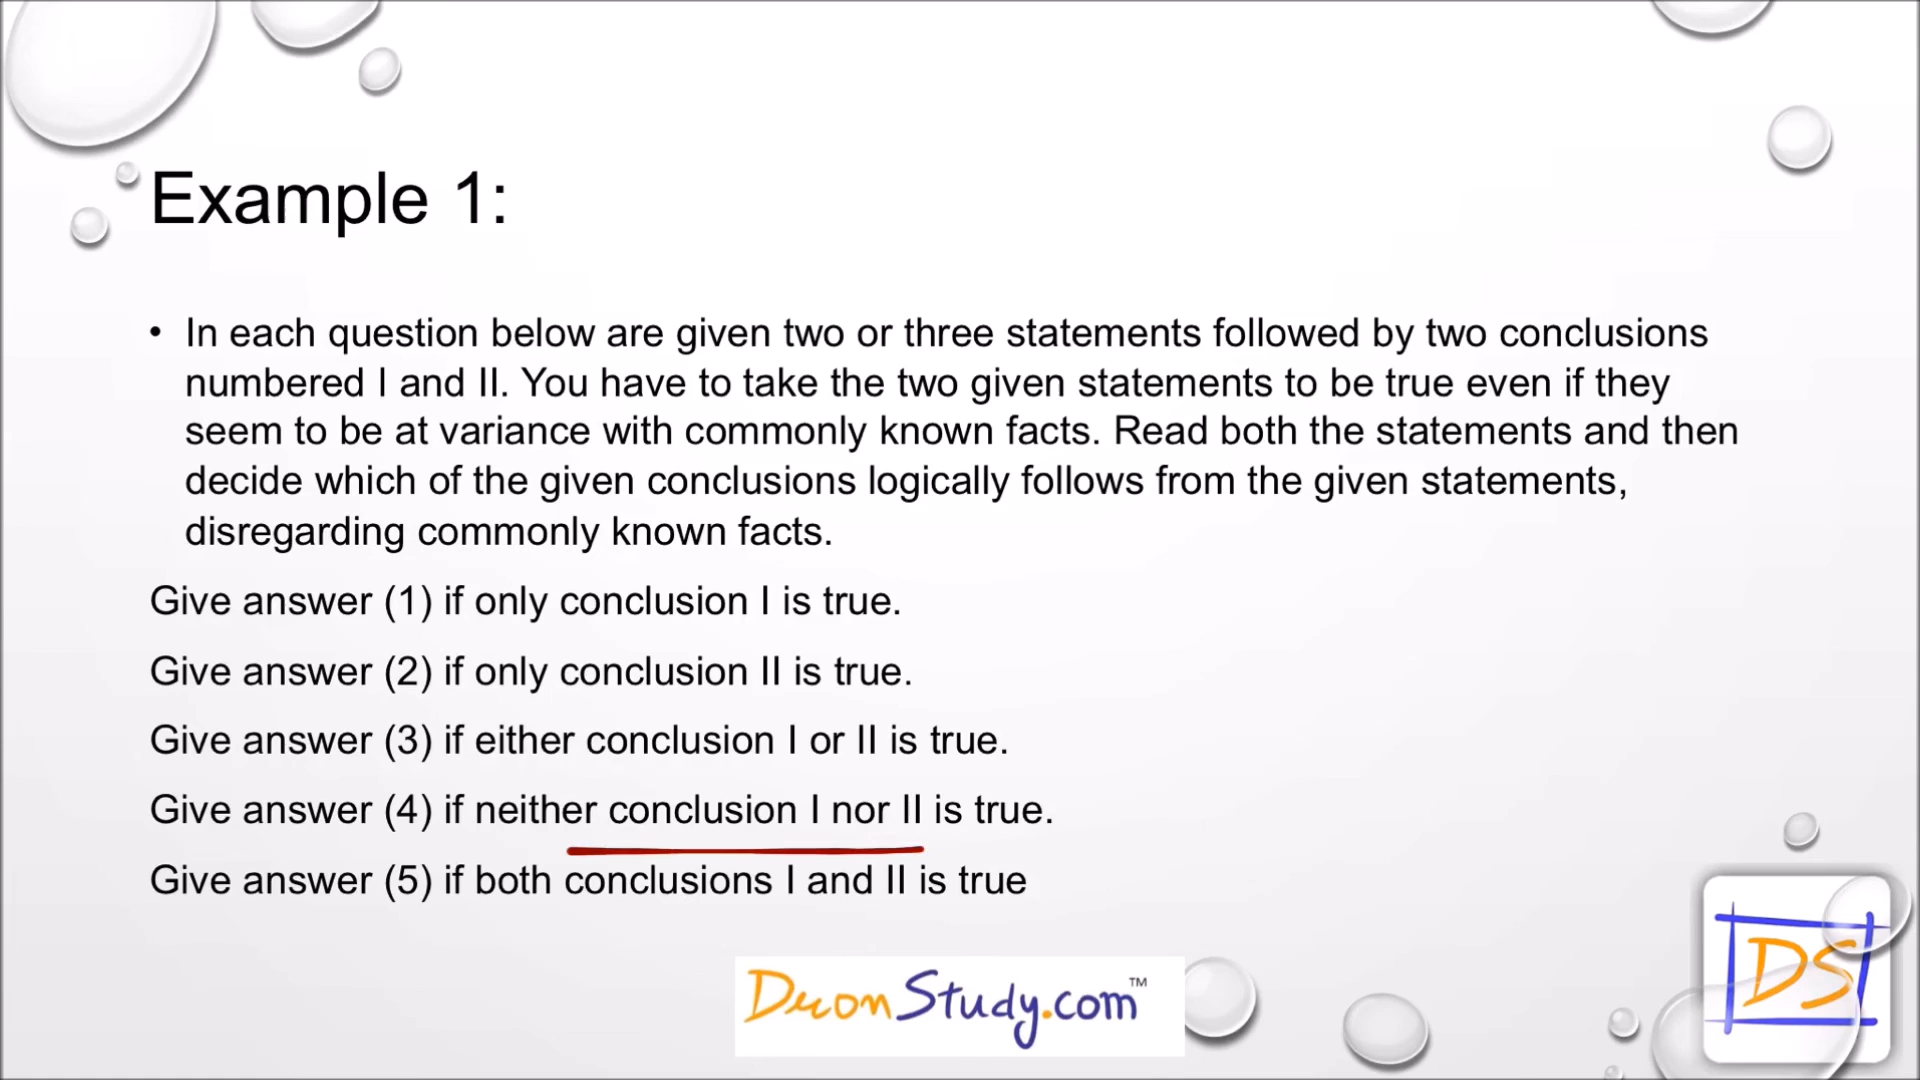 Example 1:
• In each question below are given two or three statements followed by two conclusions
numbered I and II. You have to take the two given statements to be true even if they
seem to be at variance with commonly known facts. Read both the statements and then
decide which of the given conclusions logically follows from the given statements,
disregarding commonly known facts.
Give answer (1) if only conclusion I is true.
Give answer (2) if only conclusion II is true.
Give answer (3) if either conclusion I or II is true.
Give answer (4) if neither conclusion I nor II is true.
Give answer (5) if both conclusions I and II is true
DronStudy.com™
DS